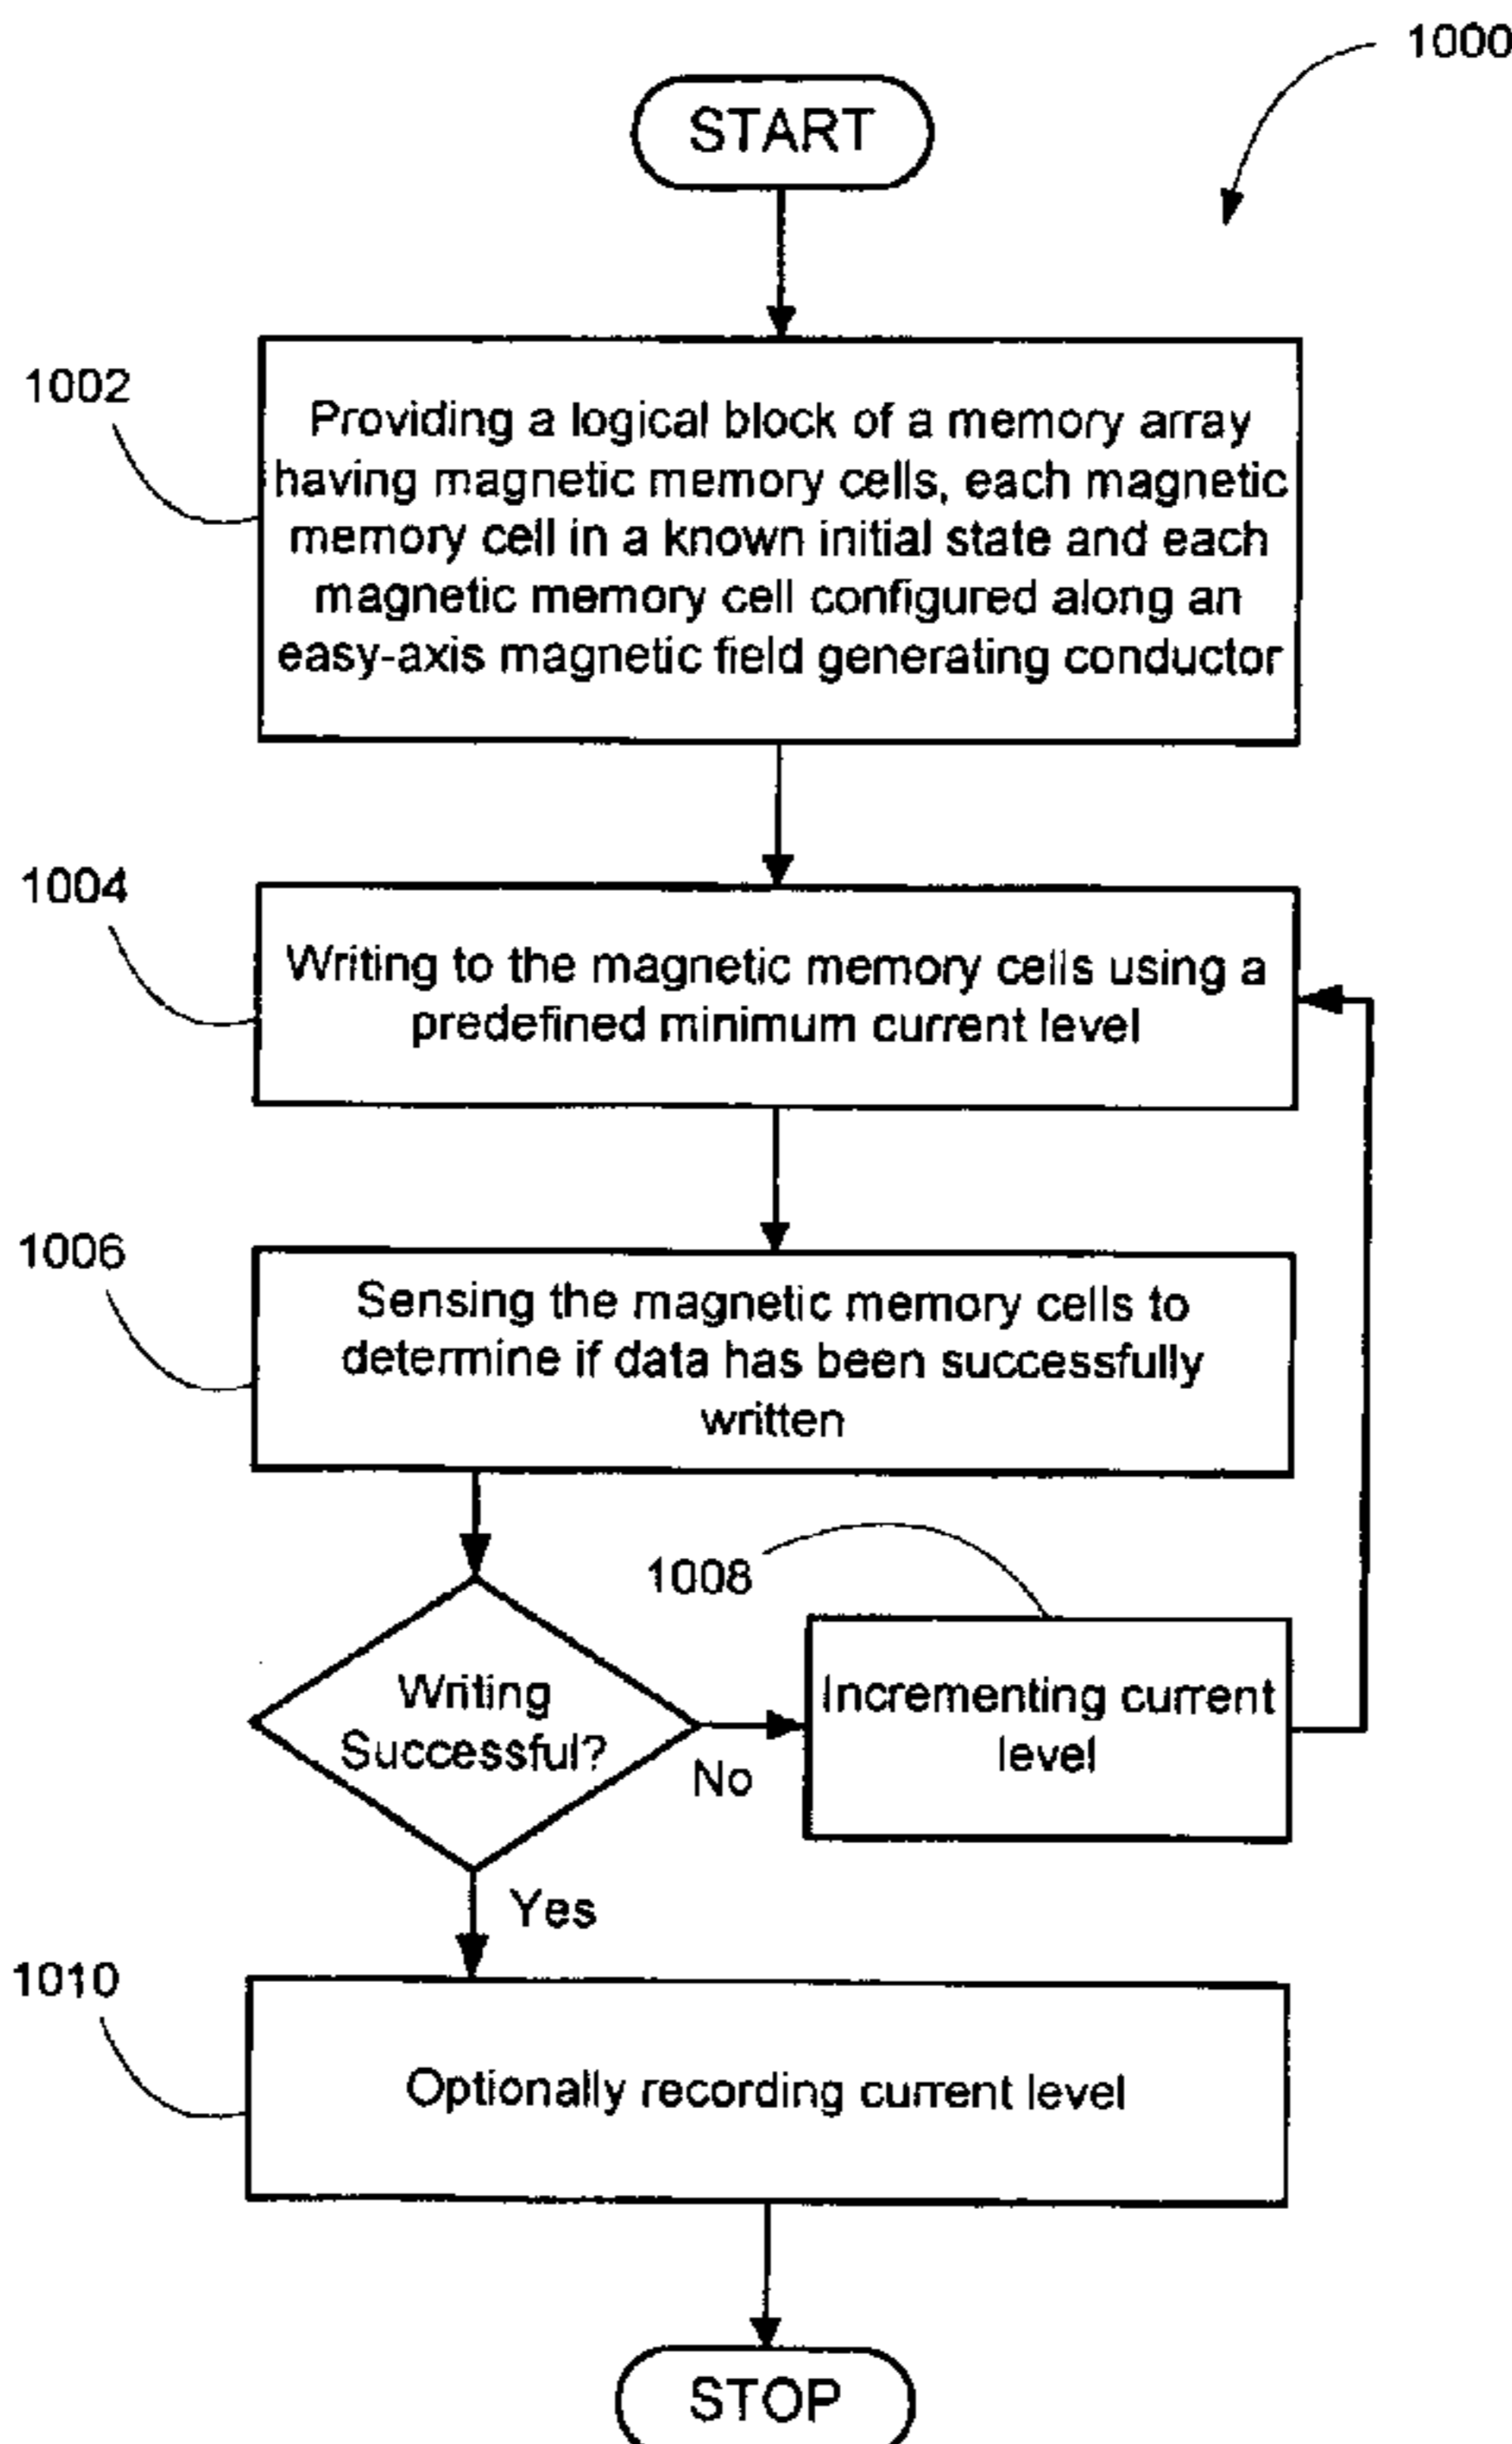 1000
START
1002
Providing a logical block of a memory array
having magnetic memory cells, each magnetic
memory cell in a known initial state and each
magnetic memory cell configured along an
easy-axis magnetic field generating conductor
1004
Writing to the magnetic memory cells using a
predefined minimum current level
1006
Sensing the magnetic memory cells to
determine if data has been successfully
written
1008
Writing
Successful?
No
Incrementing current
level
Yes
1010
Optionally recording current level
STOP